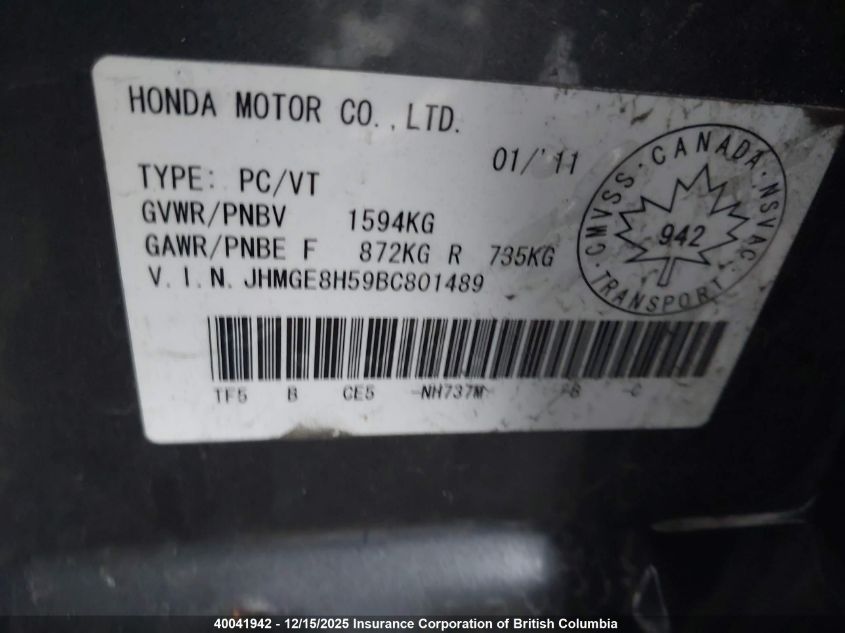 HONDA MOTOR CO.,LTD.
01/'11
TYPE: PC/VT
GVWR/PNBV 1594KG
GAWR/PNBE F 872KG R 735KG
V.I.N. JHMGE8H59BC801489
CANADA · NSVAC · TRANSPORT · CMVSS ·
942
TF5 B CE5 -NH737M- -S -C
40041942 - 12/15/2025 Insurance Corporation of British Columbia